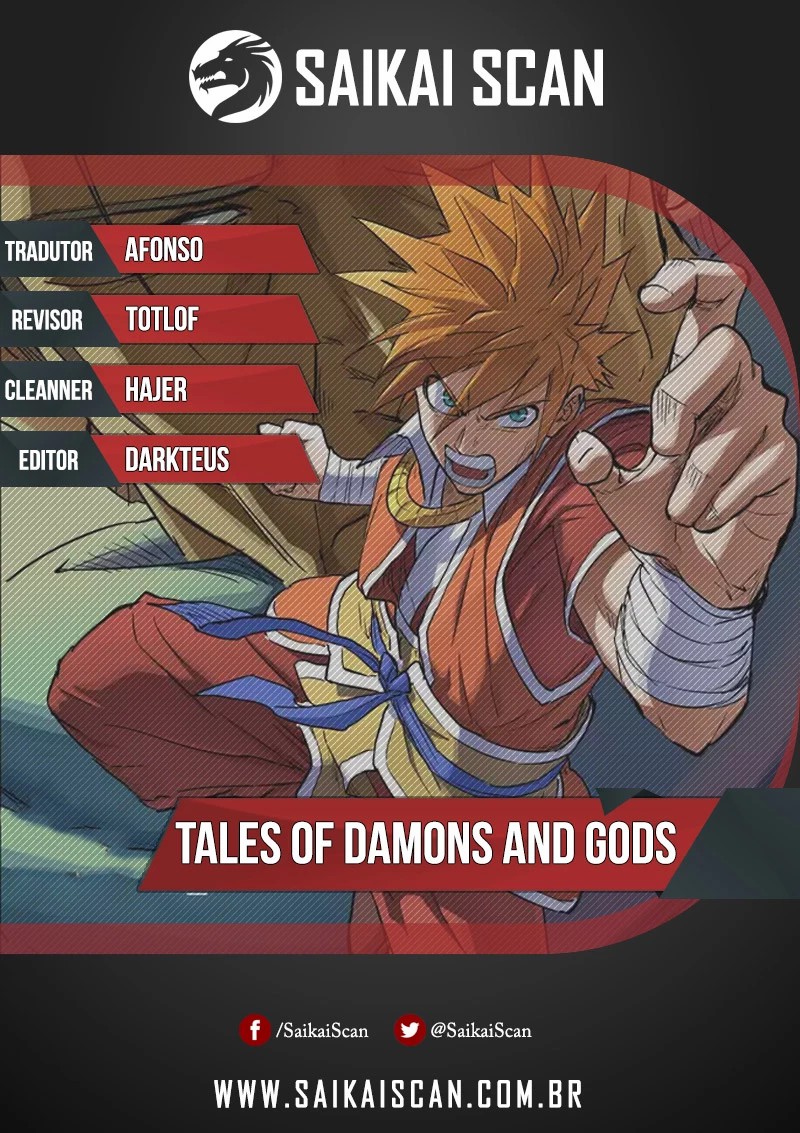 SAIKAI SCAN
TRADUTOR AFONSO
REVISOR TOTLOF
CLEANNER HAJER
EDITOR DARKTEUS
TALES OF DAMONS AND GODS
/SaikaiScan @SaikaiScan
WWW.SAIKAISCAN.COM.BR